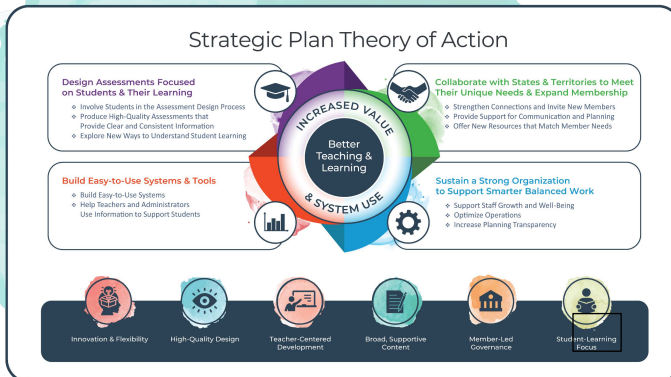 Strategic Plan Theory of Action
Design Assessments Focused
on Students & Their Learning
❖ Involve Students in the Assessment Design Process
❖ Produce High-Quality Assessments that
Provide Clear and Consistent Information
❖ Explore New Ways to Understand Student Learning
Collaborate with States & Territories to Meet
Their Unique Needs & Expand Membership
❖ Strengthen Connections and Invite New Members
❖ Provide Support for Communication and Planning
❖ Offer New Resources that Match Member Needs
INCREASED VALUE
Better
Teaching &
Learning
& SYSTEM USE
Build Easy-to-Use Systems & Tools
❖ Build Easy-to-Use Systems
❖ Help Teachers and Administrators
Use Information to Support Students
Sustain a Strong Organization
to Support Smarter Balanced Work
❖ Support Staff Growth and Well-Being
❖ Optimize Operations
❖ Increase Planning Transparency
Innovation & Flexibility
High-Quality Design
Teacher-Centered
Development
Broad, Supportive
Content
Member-Led
Governance
Student-Learning
Focus